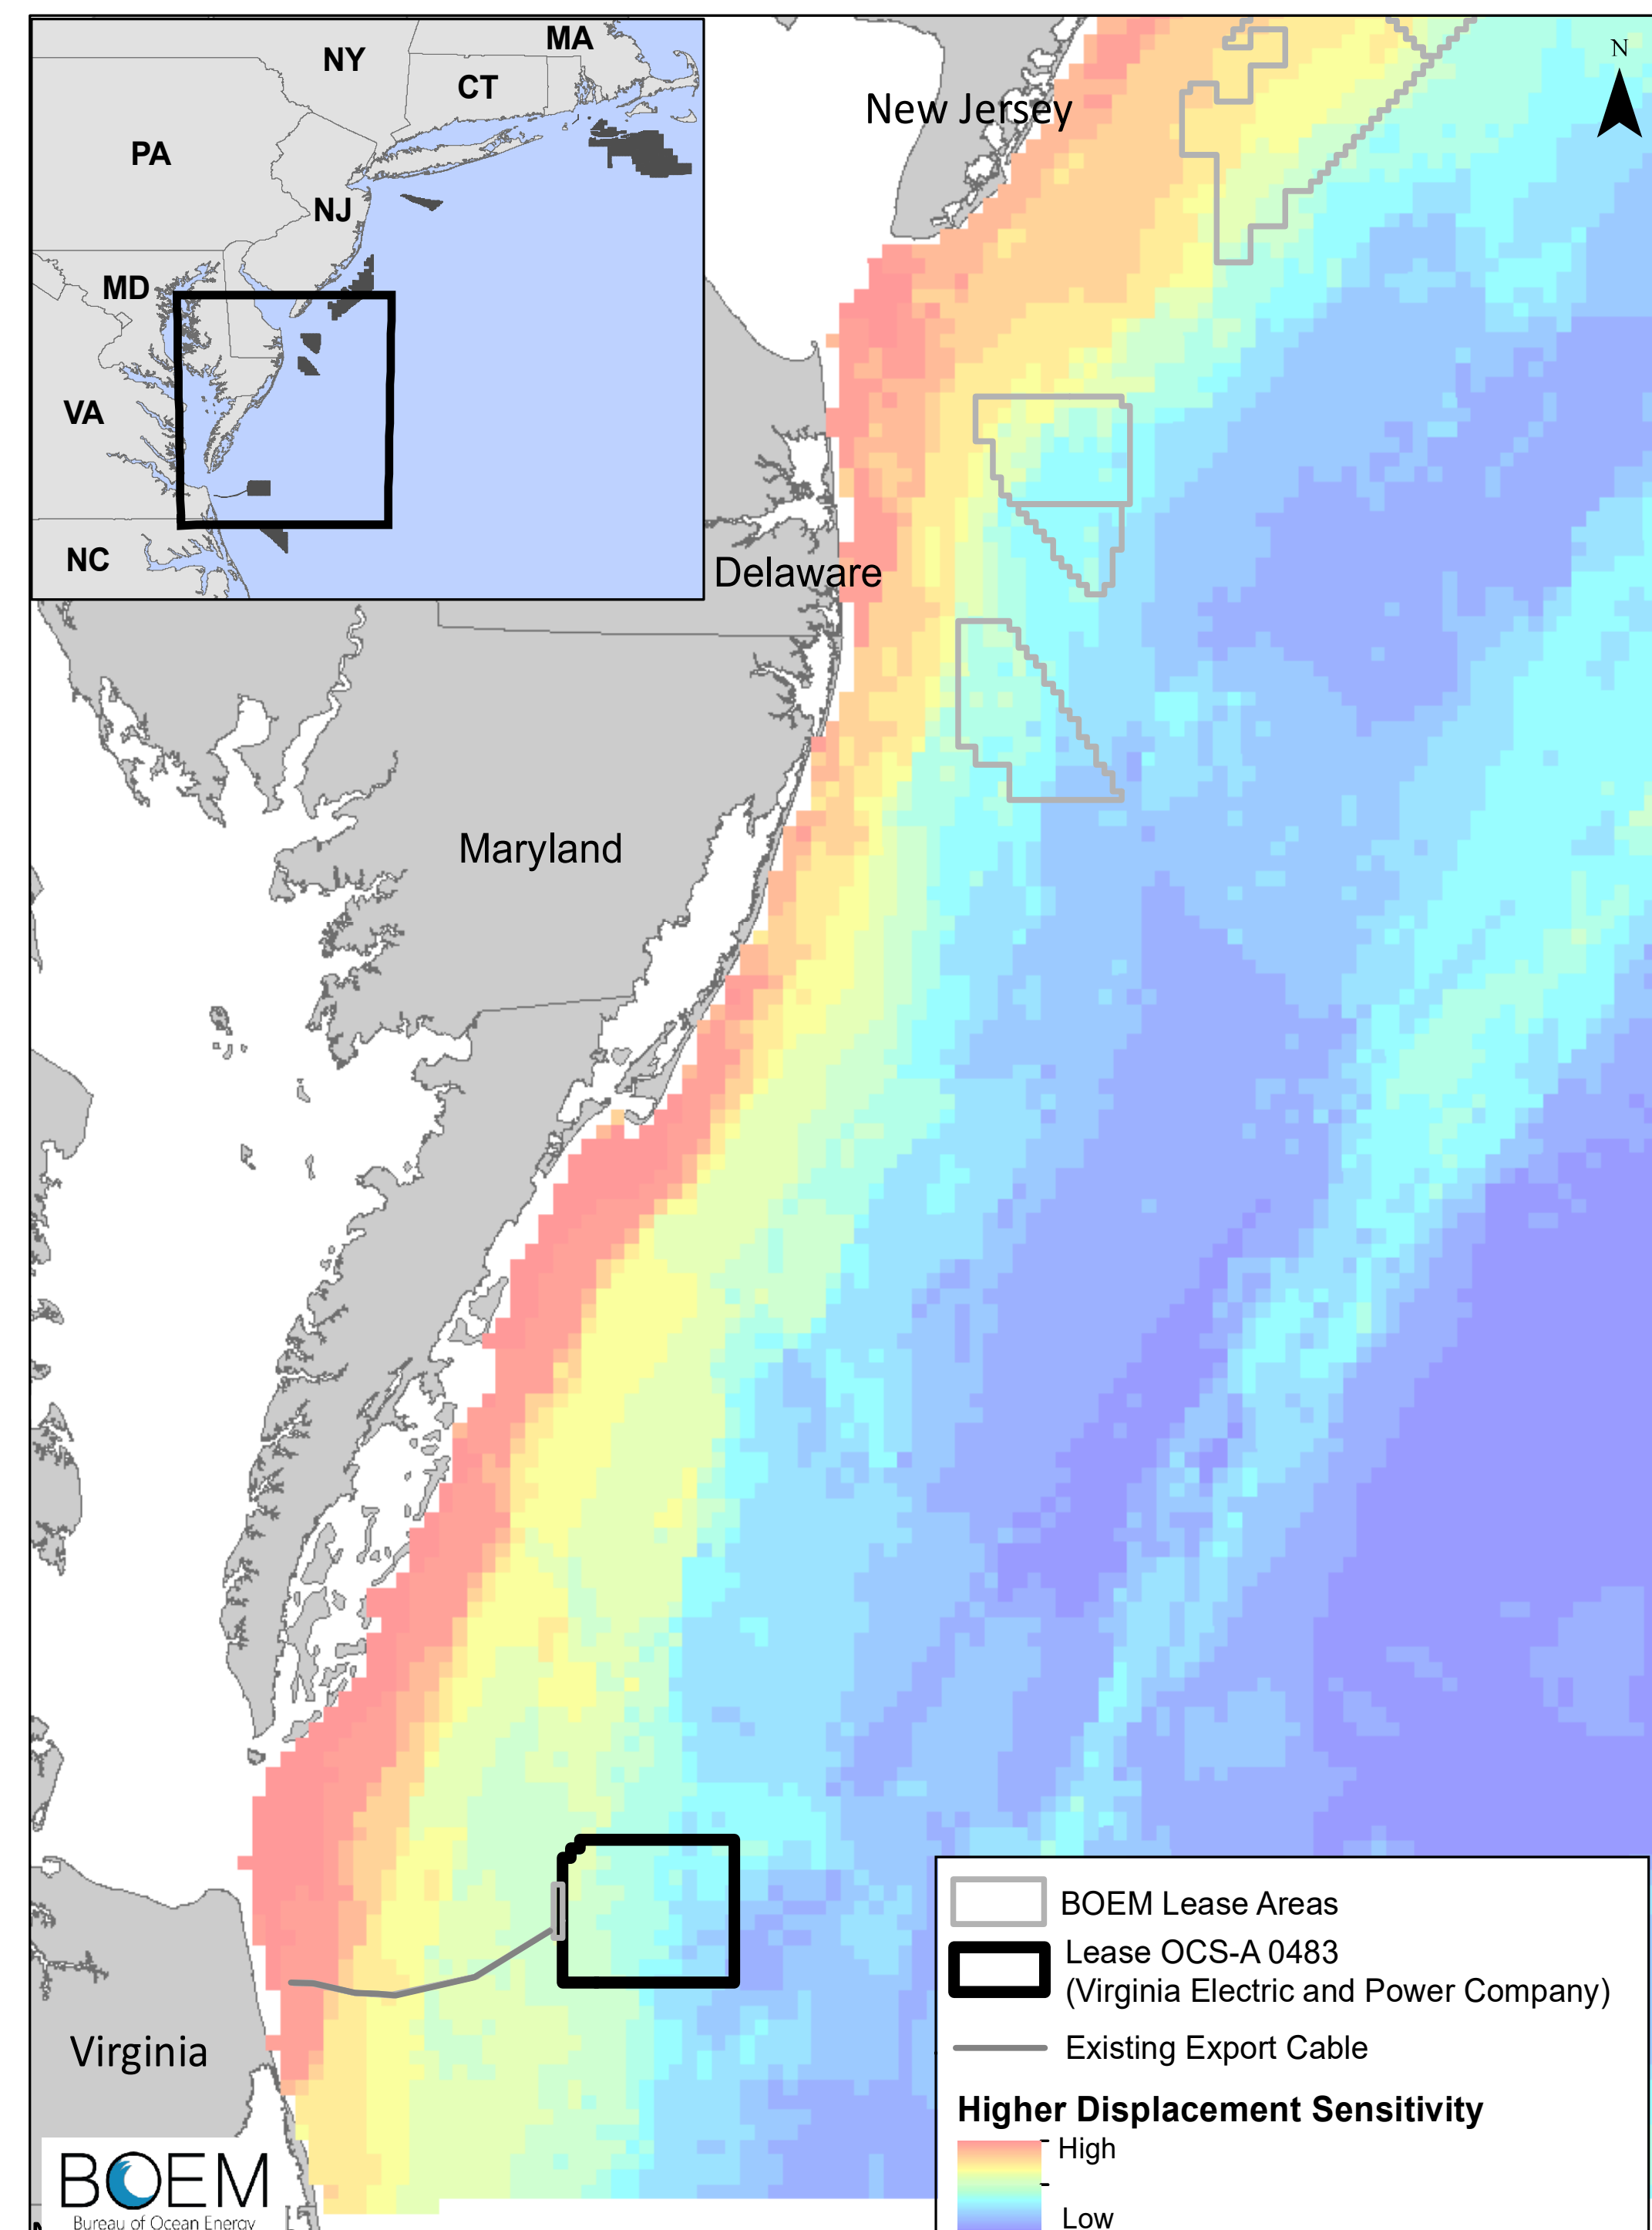 MA
NY
CT
PA
NJ
MD
VA
NC
N
New Jersey
Delaware
Maryland
Virginia
BOEM Lease Areas
Lease OCS-A 0483
(Virginia Electric and Power Company)
Existing Export Cable
Higher Displacement Sensitivity
High
Low
BOEM
Bureau of Ocean Energy